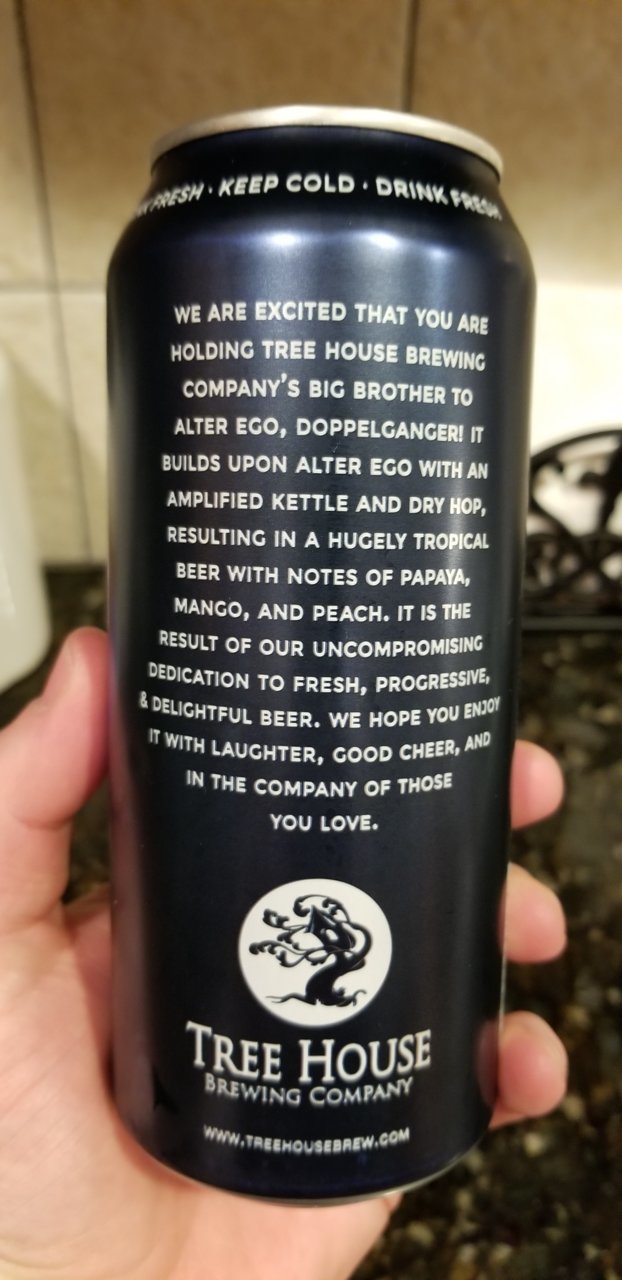 FRESH · KEEP COLD · DRINK FRESH
WE ARE EXCITED THAT YOU ARE
HOLDING TREE HOUSE BREWING
COMPANY'S BIG BROTHER TO
ALTER EGO, DOPPELGANGER! IT
BUILDS UPON ALTER EGO WITH AN
AMPLIFIED KETTLE AND DRY HOP,
RESULTING IN A HUGELY TROPICAL
BEER WITH NOTES OF PAPAYA,
MANGO, AND PEACH. IT IS THE
RESULT OF OUR UNCOMPROMISING
DEDICATION TO FRESH, PROGRESSIVE,
& DELIGHTFUL BEER. WE HOPE YOU ENJOY
IT WITH LAUGHTER, GOOD CHEER, AND
IN THE COMPANY OF THOSE
YOU LOVE.
TREE HOUSE
BREWING COMPANY
WWW.TREEHOUSEBREW.COM